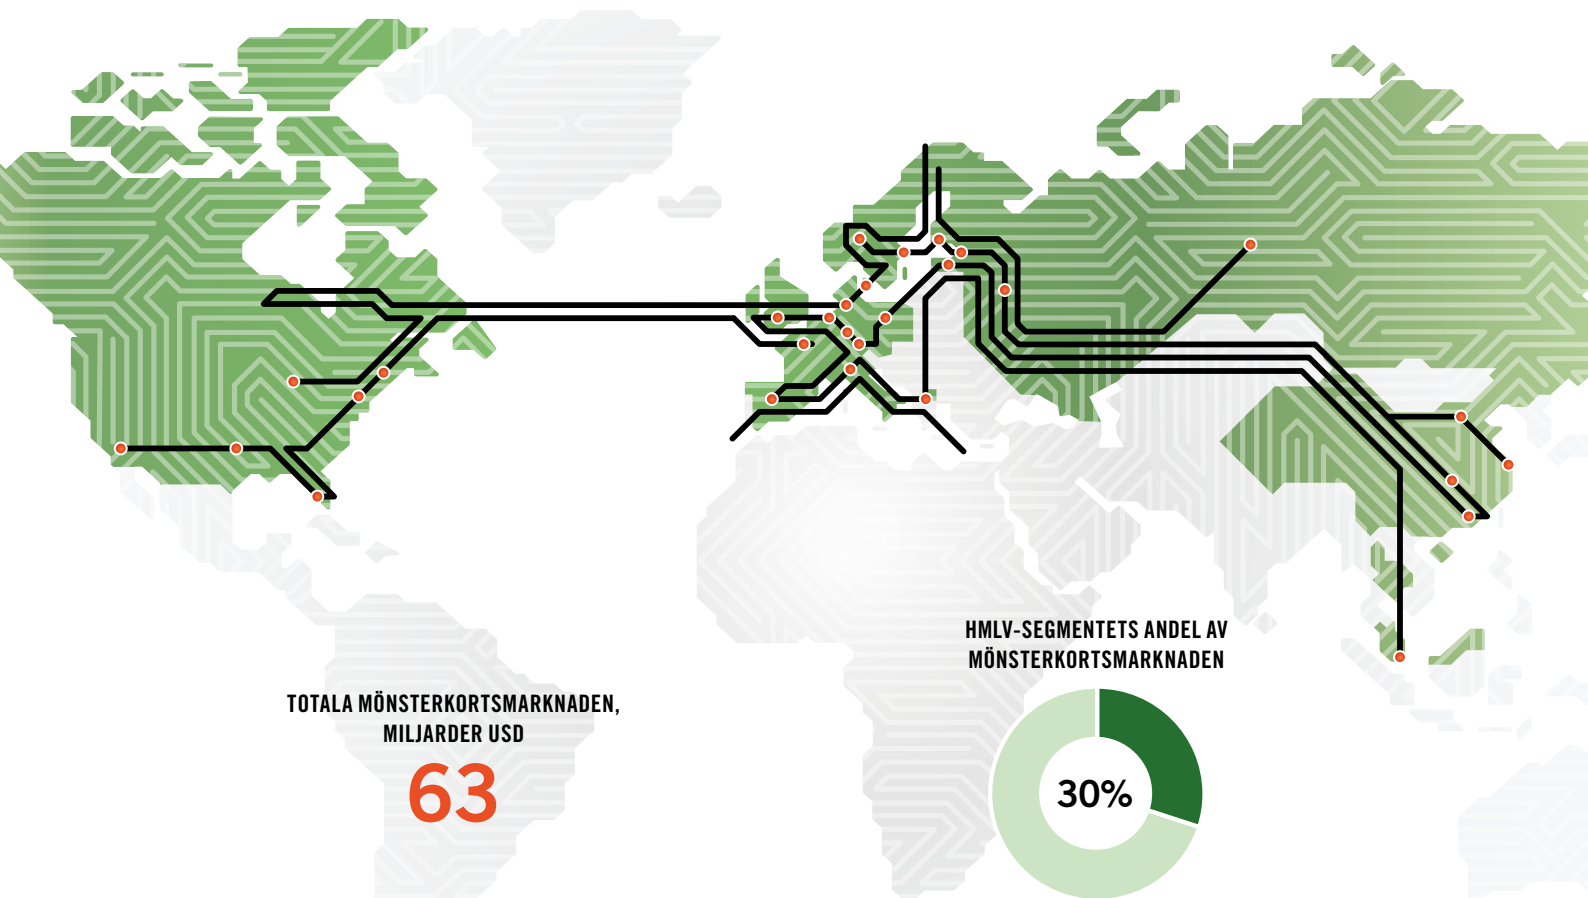 TOTALA MÖNSTERKORTSMARKNADEN,
MILJARDER USD
63
HMLV-SEGMENTETS ANDEL AV
MÖNSTERKORTSMARKNADEN
30%